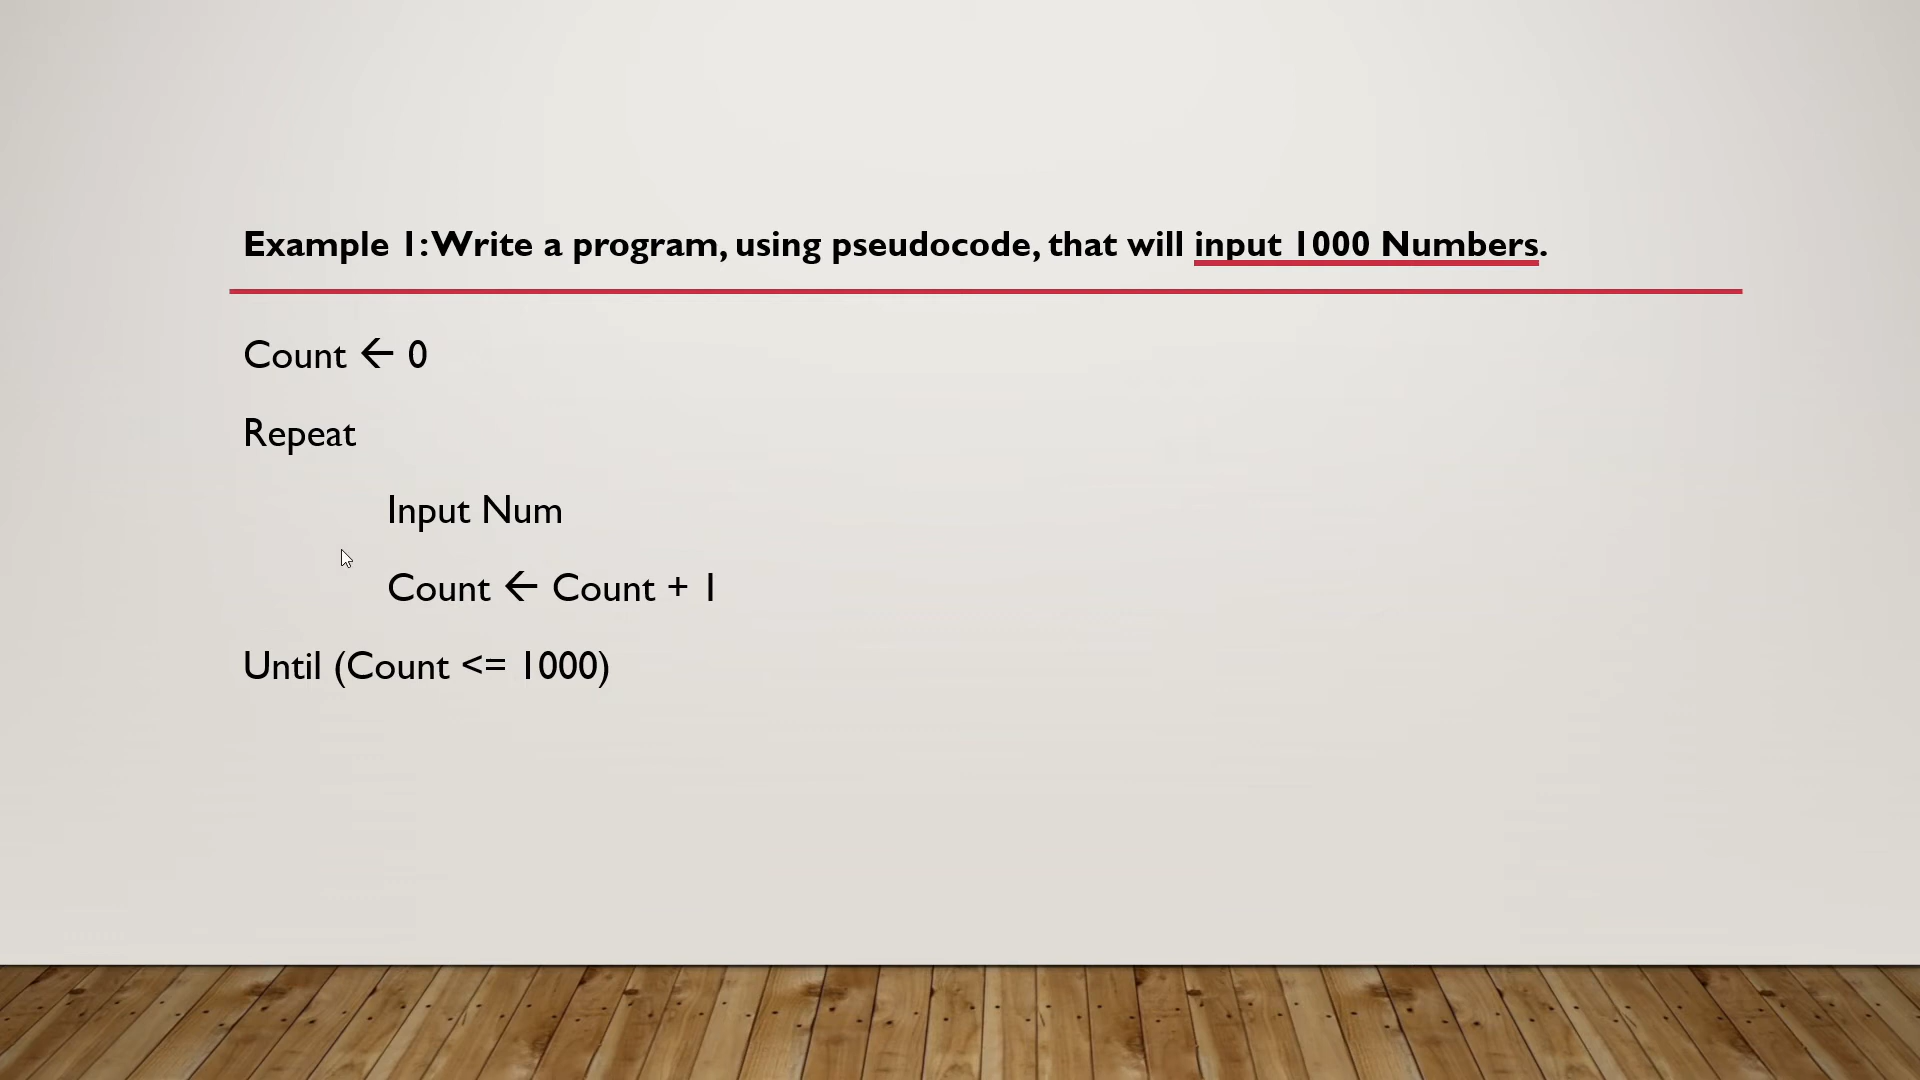 Example 1: Write a program, using pseudocode, that will input 1000 Numbers.
Count ← 0
Repeat
Input Num
Count ← Count + 1
Until (Count <= 1000)